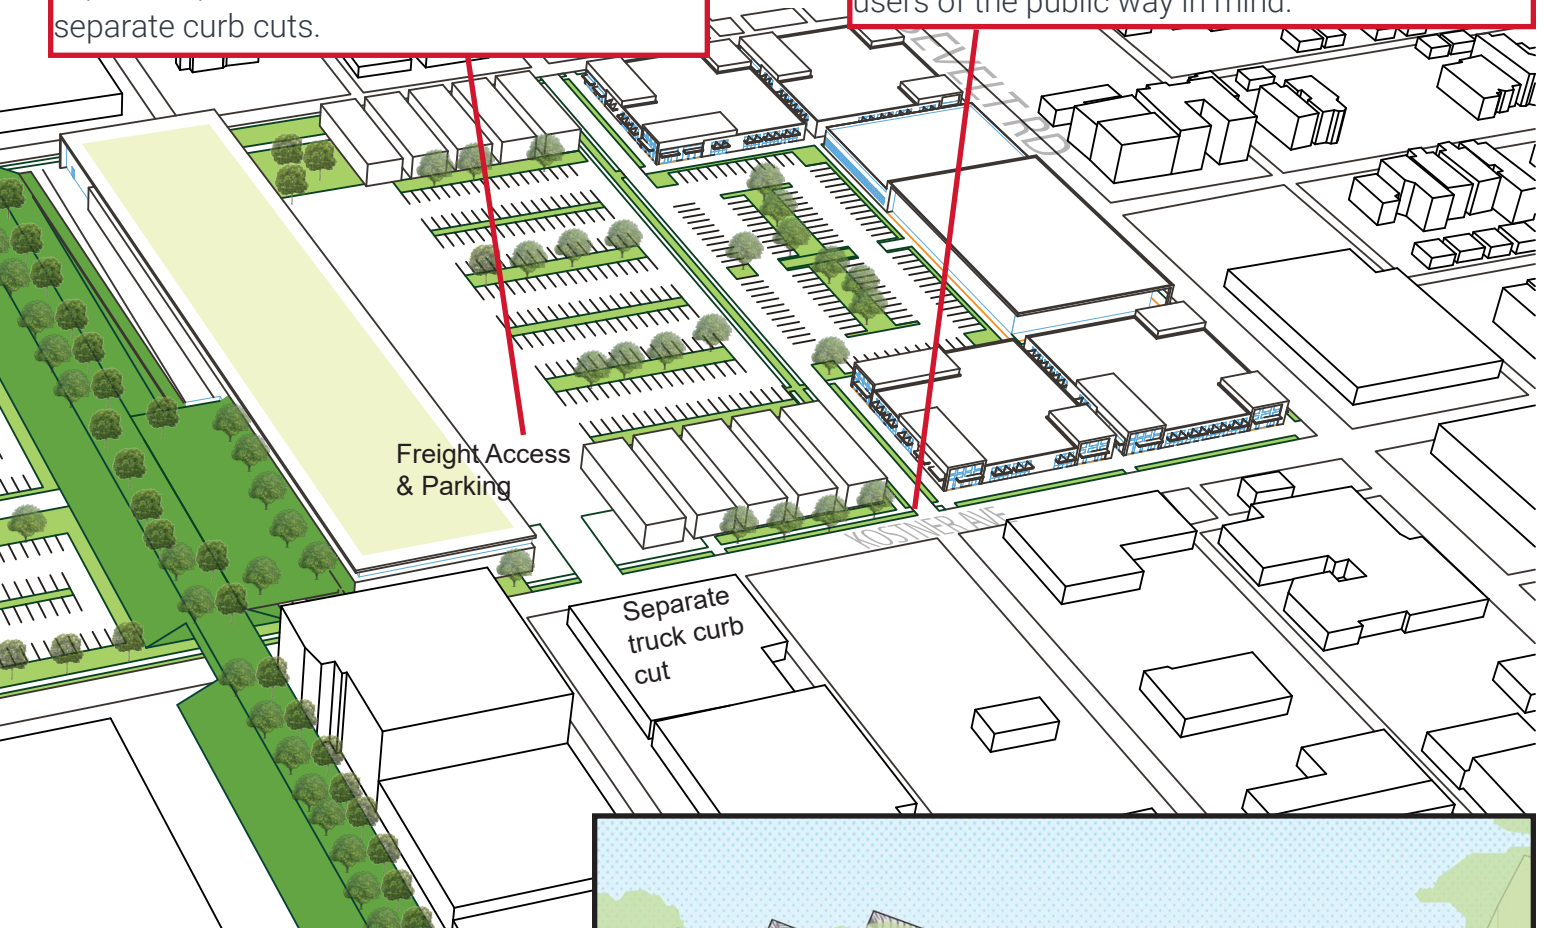 separate curb cuts.
users of the public way in mind.
Freight Access
& Parking
KOSTNER AVE
Separate
truck curb
cut